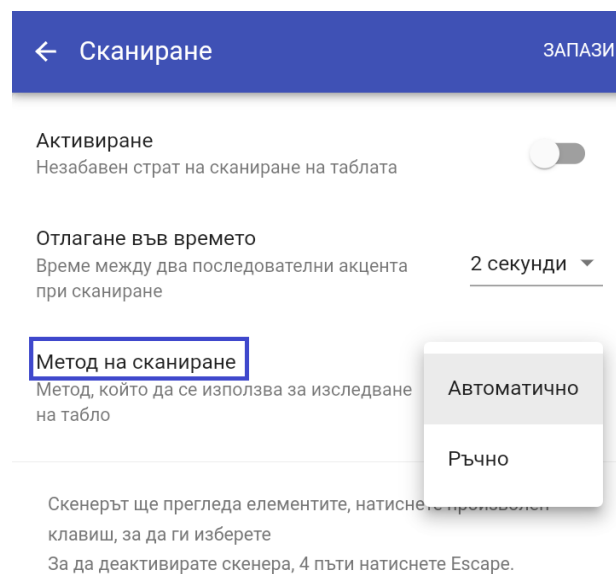 Сканиране
ЗАПАЗИ
Активиране
Незабавен страт на сканиране на таблата
Отлагане във времето
Време между два последователни акцента
при сканиране
2 секунди
Метод на сканиране
Метод, който да се използва за изследване
на табло
Автоматично
Ръчно
Скенерът ще прегледа елементите, натиснете произволен
клавиш, за да ги изберете
За да деактивирате скенера, 4 пъти натиснете Escape.